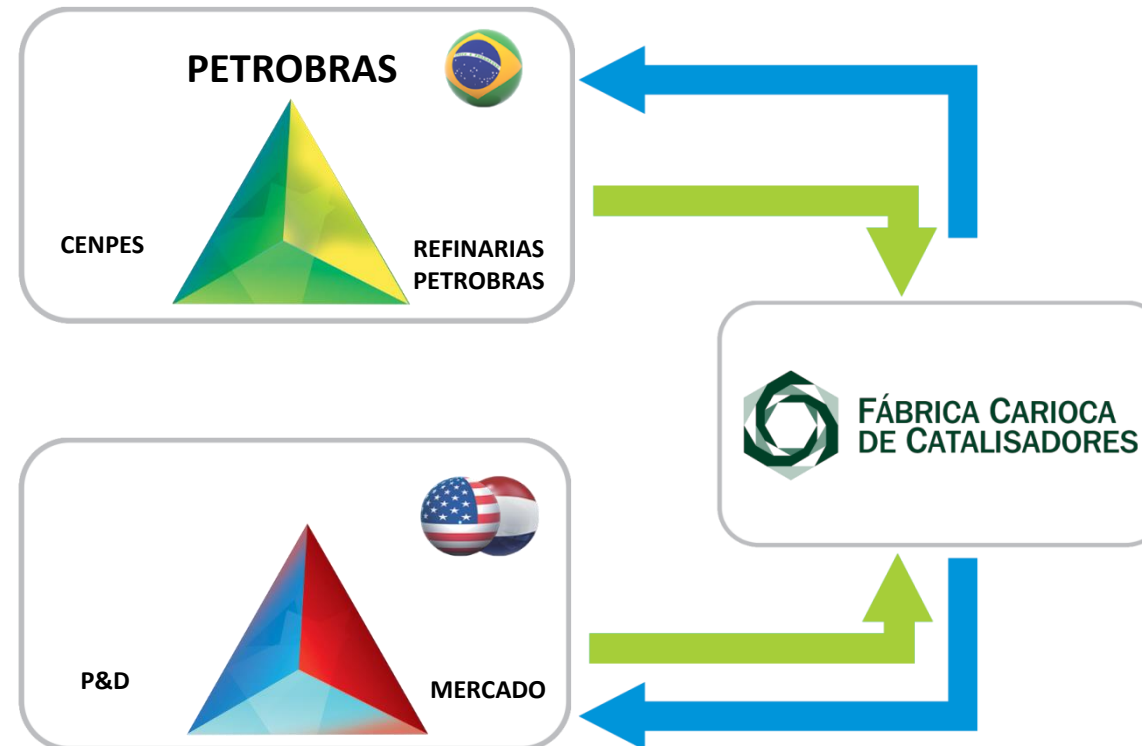 PETROBRAS
CENPES
REFINARIAS
PETROBRAS
FÁBRICA CARIOCA
DE CATALISADORES
P&D
MERCADO